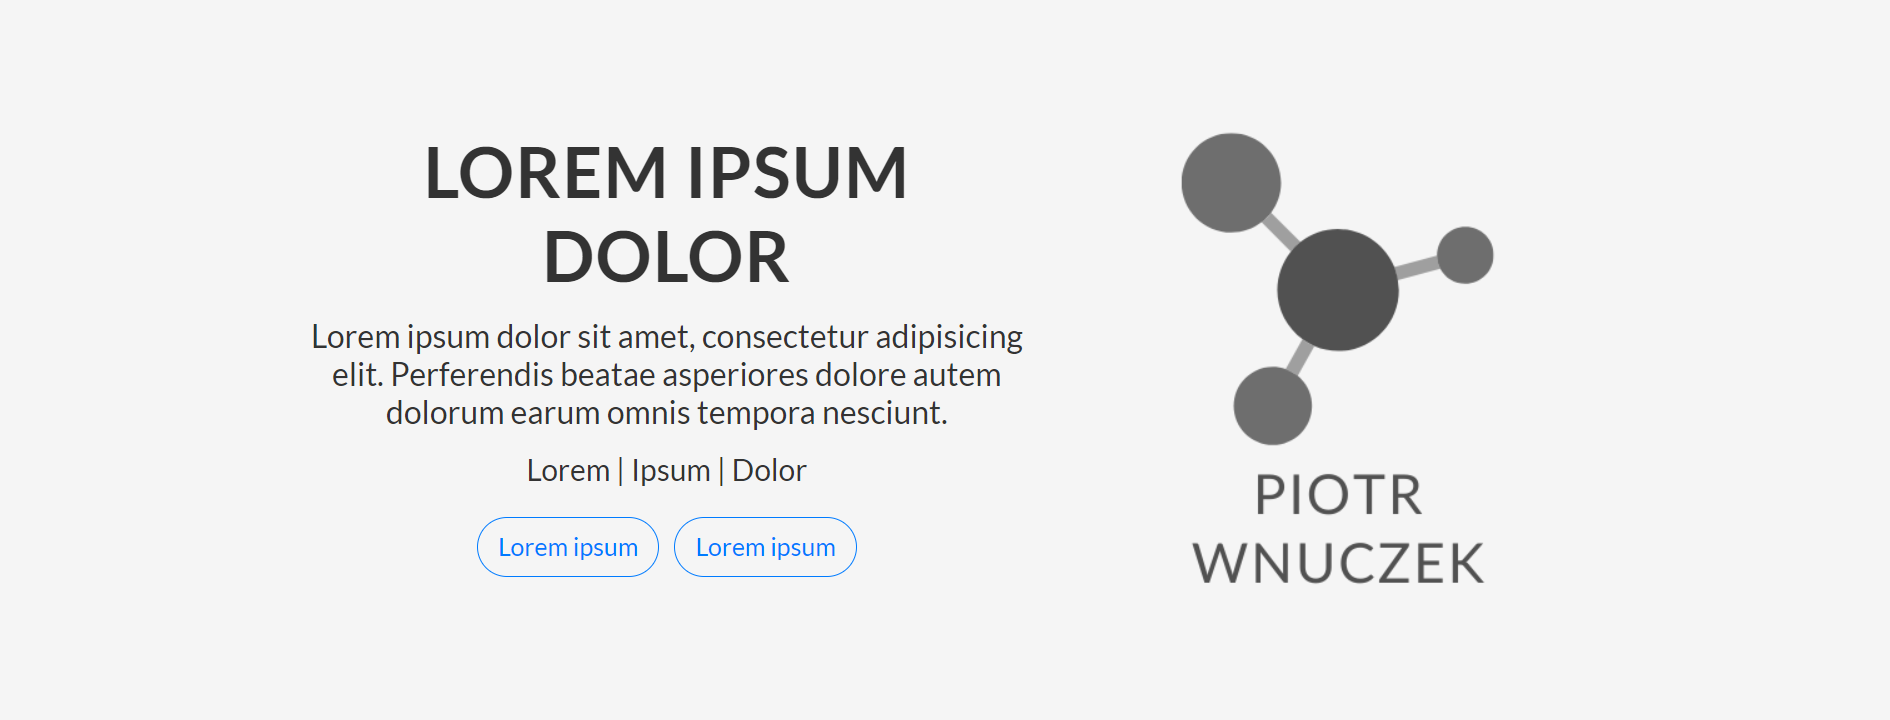 LOREM IPSUM
DOLOR
Lorem ipsum dolor sit amet, consectetur adipisicing
elit. Perferendis beatae asperiores dolore autem
dolorum earum omnis tempora nesciunt.
Lorem | Ipsum | Dolor
Lorem ipsum
Lorem ipsum
PIOTR
WNUCZEK